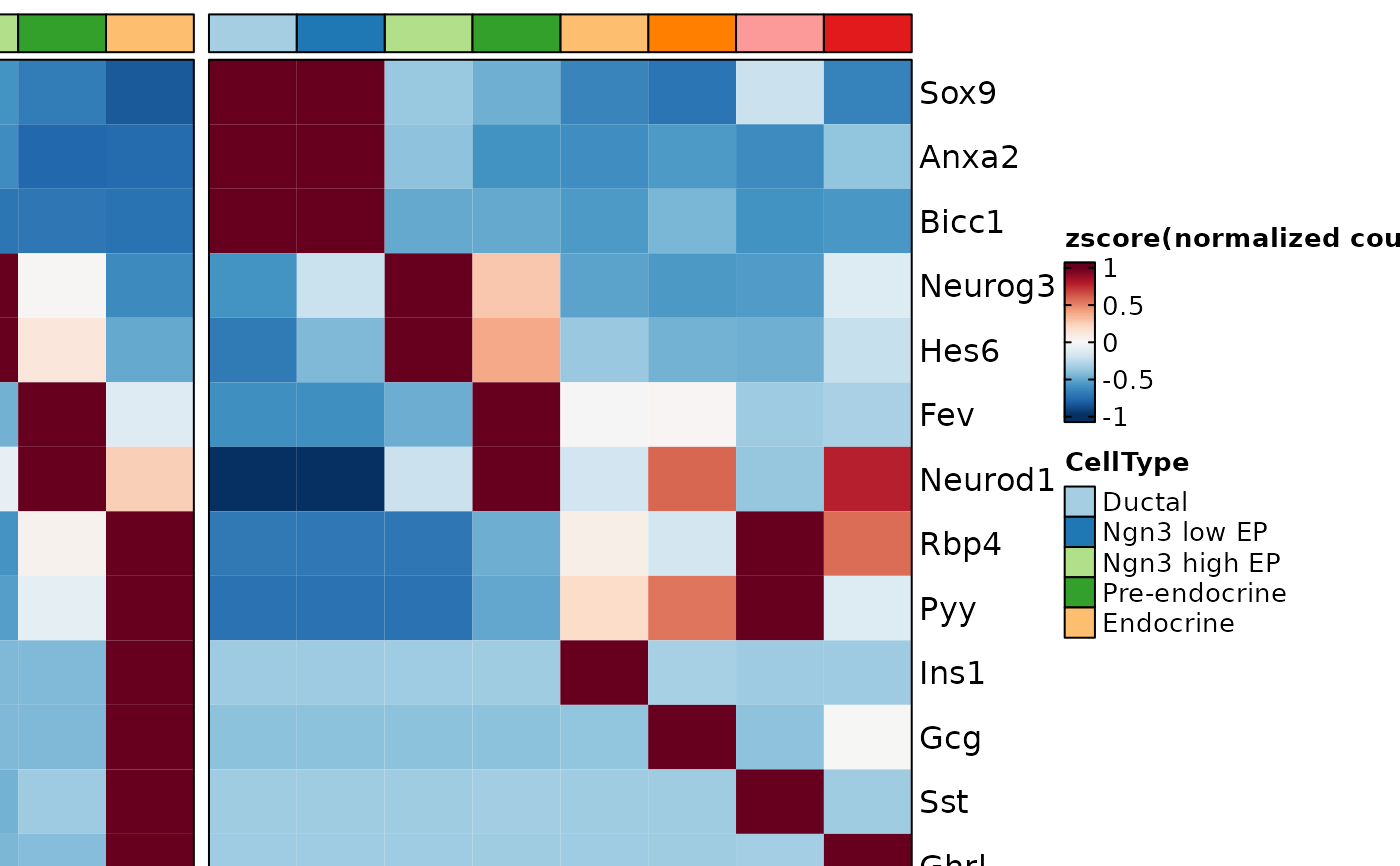 Sox9
Anxa2
Bicc1
Neurog3
Hes6
Fev
Neurod1
Rbp4
Pyy
Ins1
Gcg
Sst
Ghrl
zscore(normalized cou
1
0.5
0
-0.5
-1
CellType
Ductal
Ngn3 low EP
Ngn3 high EP
Pre-endocrine
Endocrine